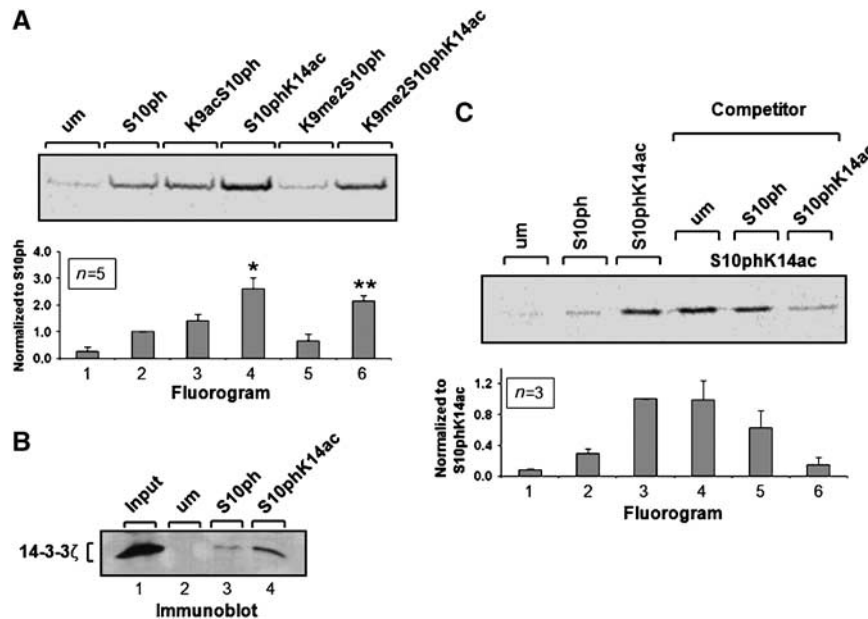 A
um
S10ph
K9acS10ph
S10phK14ac
K9me2S10ph
K9me2S10phK14ac
Normalized to S10ph
4.0
3.0
2.0
1.0
0.0
n=5
*
**
1 2 3 4 5 6
Fluorogram
B
Input
um
S10ph
S10phK14ac
14-3-3ζ [
1 2 3 4
Immunoblot
C
Competitor
um
S10ph
S10phK14ac
um
S10ph
S10phK14ac
S10phK14ac
Normalized to
S10phK14ac
1.2
0.8
0.4
0.0
n=3
1 2 3 4 5 6
Fluorogram